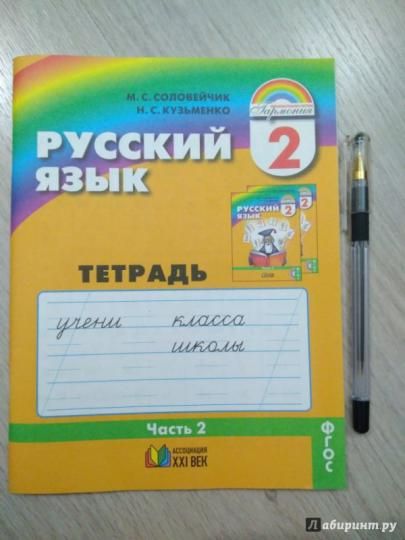 М. С. СОЛОВЕЙЧИК
Н. С. КУЗЬМЕНКО
Гармония
РУССКИЙ
ЯЗЫК
2
РУССКИЙ
ЯЗЫК
2
ТЕТРАДЬ
учени класса
школы
Часть 2
АССОЦИАЦИЯ
XXI ВЕК
ФГОС
Лабиринт.ру